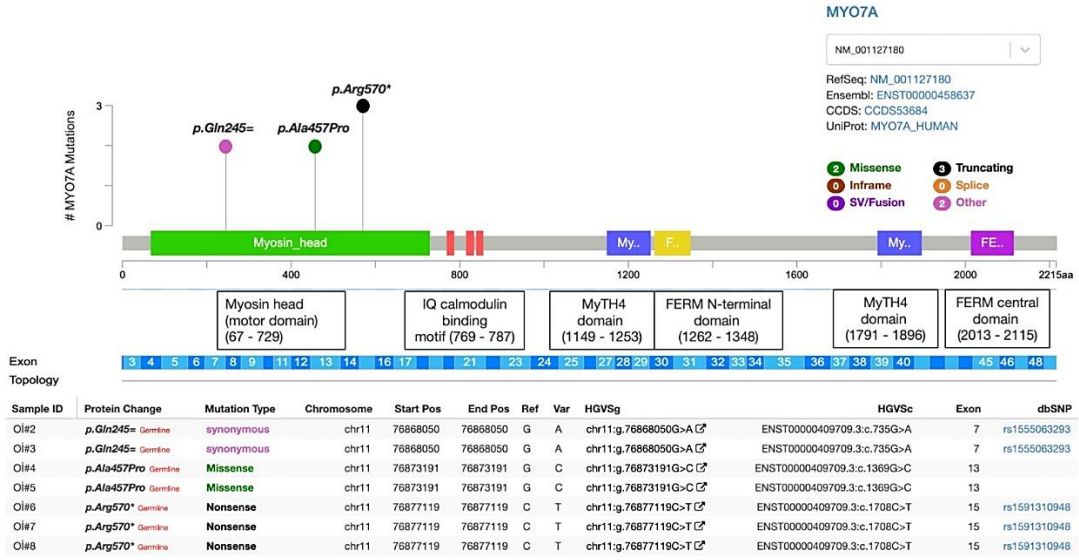 MYO7A
NM_001127180
RefSeq: NM_001127180
Ensembl: ENST00000458637
CCDS: CCDS53684
UniProt: MYO7A_HUMAN
2 Missense
3 Truncating
0 Inframe
0 Splice
0 SV/Fusion
2 Other
# MYO7A Mutations
3
0
p.Gln245=
p.Ala457Pro
p.Arg570*
Myosin_head
My..
F..
My..
FE..
0 400 800 1200 1600 2000 2215aa
Myosin head
(motor domain)
(67 - 729)
IQ calmodulin
binding
motif (769 - 787)
MyTH4
domain
(1149 - 1253)
FERM N-terminal
domain
(1262 - 1348)
MyTH4
domain
(1791 - 1896)
FERM central
domain
(2013 - 2115)
Exon 3 4 5 6 7 8 9 11 12 13 14 16 17 21 23 24 25 27 28 29 30 31 32 33 34 35 36 37 38 39 40 45 46 48
Topology
Sample ID Protein Change Mutation Type Chromosome Start Pos End Pos Ref Var HGVSg HGVSc Exon dbSNP
Oİ#2 p.Gln245= Germline synonymous chr11 76868050 76868050 G A chr11:g.76868050G>A ENST00000409709.3:c.735G>A 7 rs1555063293
Oİ#3 p.Gln245= Germline synonymous chr11 76868050 76868050 G A chr11:g.76868050G>A ENST00000409709.3:c.735G>A 7 rs1555063293
Oİ#4 p.Ala457Pro Germline Missense chr11 76873191 76873191 G C chr11:g.76873191G>C ENST00000409709.3:c.1369G>C 13
Oİ#5 p.Ala457Pro Germline Missense chr11 76873191 76873191 G C chr11:g.76873191G>C ENST00000409709.3:c.1369G>C 13
Oİ#6 p.Arg570* Germline Nonsense chr11 76877119 76877119 C T chr11:g.76877119C>T ENST00000409709.3:c.1708C>T 15 rs1591310948
Oİ#7 p.Arg570* Germline Nonsense chr11 76877119 76877119 C T chr11:g.76877119C>T ENST00000409709.3:c.1708C>T 15 rs1591310948
Oİ#8 p.Arg570* Germline Nonsense chr11 76877119 76877119 C T chr11:g.76877119C>T ENST00000409709.3:c.1708C>T 15 rs1591310948